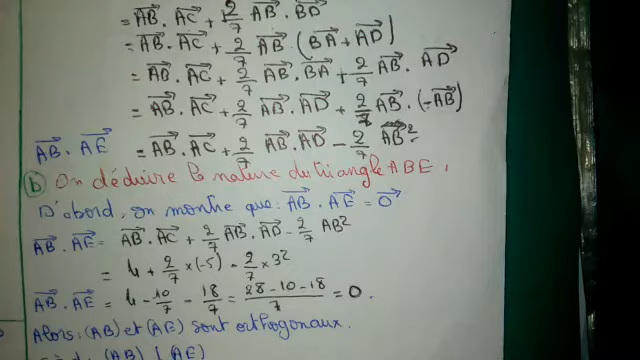 = AB⃗ . AC⃗ + 2/7 AB⃗ . BD⃗
= AB⃗ . AC⃗ + 2/7 AB⃗ (BA⃗ + AD⃗)
= AB⃗ . AC⃗ + 2/7 AB⃗ . BA⃗ + 2/7 AB⃗ . AD⃗
= AB⃗ . AC⃗ + 2/7 AB⃗ . AD⃗ + 2/7 AB⃗ . (-AB⃗)
AB⃗ . AE⃗ = AB⃗ . AC⃗ + 2/7 AB⃗ . AD⃗ - 2/7 AB⃗²
b) On déduire la nature du triangle ABE.
D'abord, on montre que: AB⃗ . AE⃗ = 0⃗
AB⃗ . AE⃗ = AB⃗ . AC⃗ + 2/7 AB⃗ . AD⃗ - 2/7 AB²
= 4 + 2/7 × (-5) - 2/7 × 3²
AB⃗ . AE⃗ = 4 - 10/7 - 18/7 = (28 - 10 - 18)/7 = 0.
Alors: (AB) et (AE) sont orthogonaux.
(AB) ⊥ (AE)